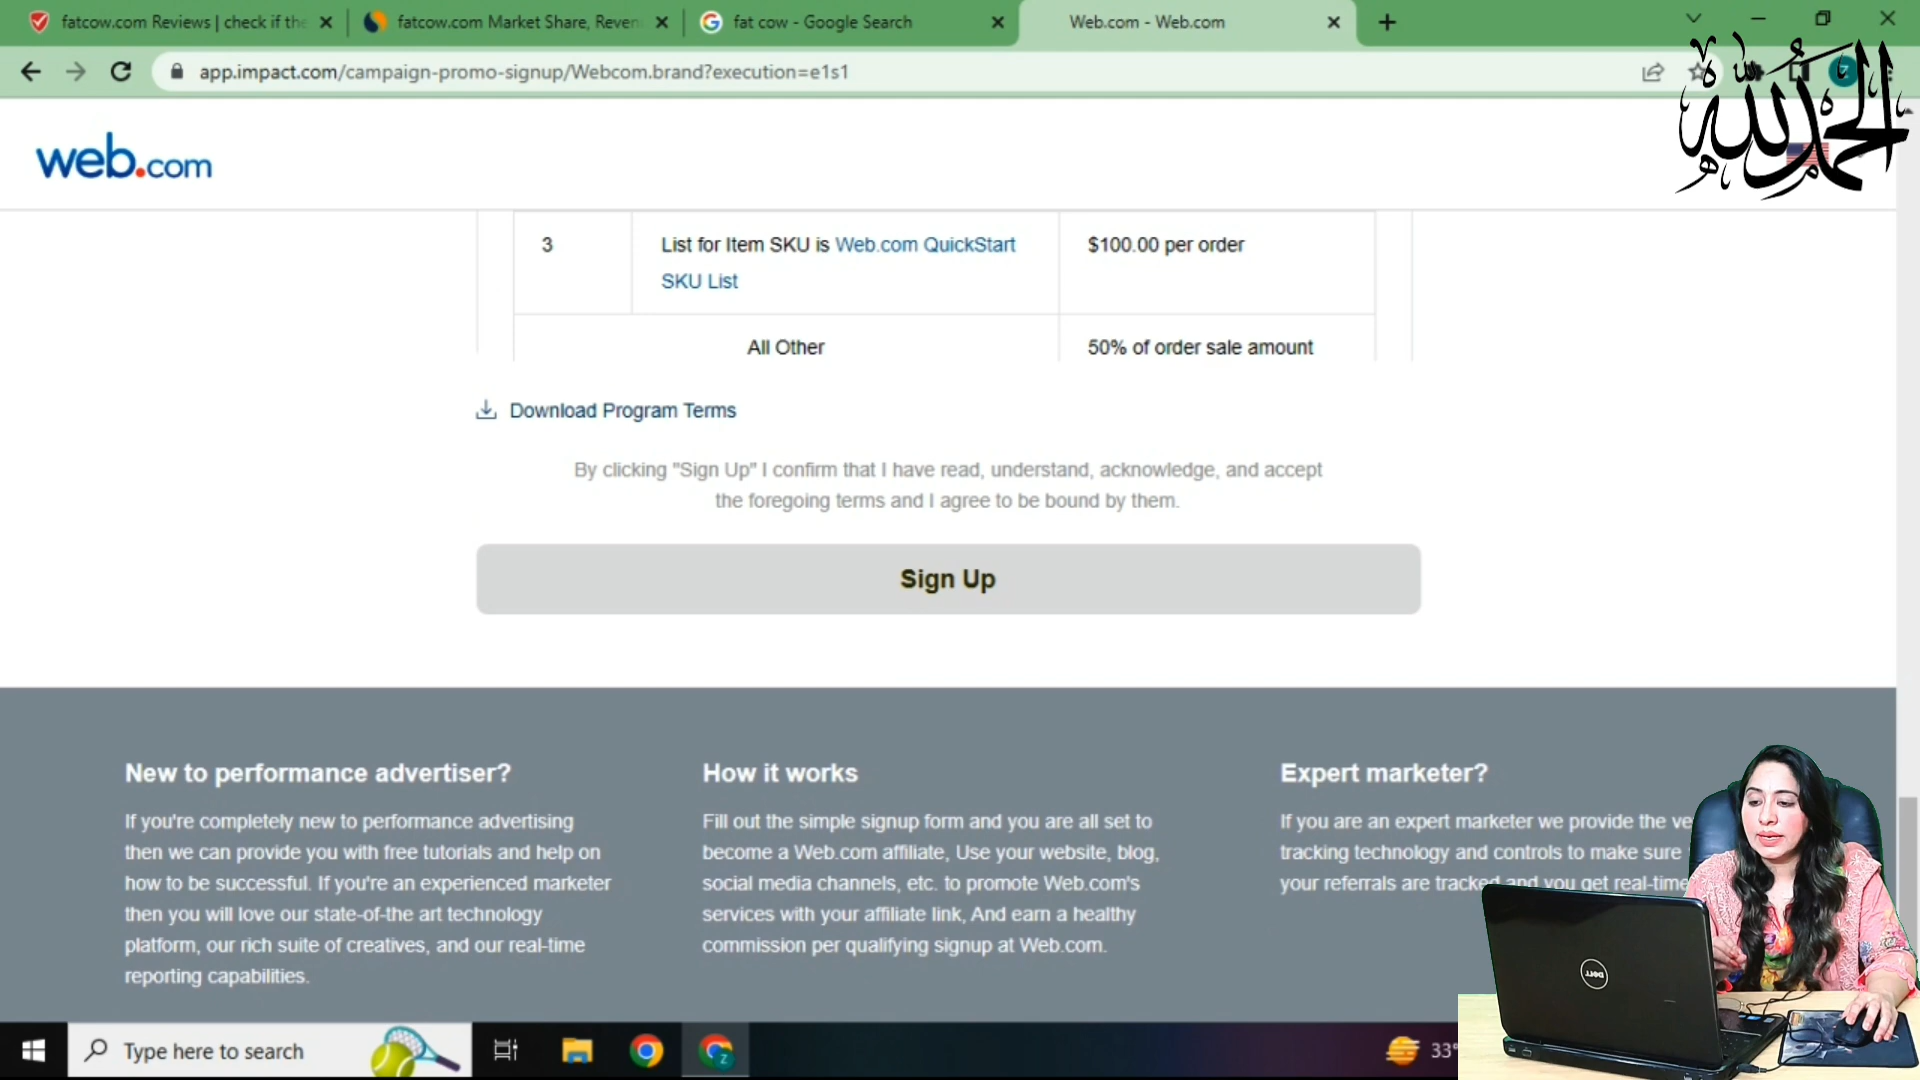 fatcow.com Reviews | check if the
fatcow.com Market Share, Reven
fat cow - Google Search
Web.com - Web.com
app.impact.com/campaign-promo-signup/Webcom.brand?execution=e1s1
الحمد لله
web.com
3
List for Item SKU is Web.com QuickStart
SKU List
$100.00 per order
All Other
50% of order sale amount
Download Program Terms
By clicking "Sign Up" I confirm that I have read, understand, acknowledge, and accept
the foregoing terms and I agree to be bound by them.
Sign Up
New to performance advertiser?
If you're completely new to performance advertising
then we can provide you with free tutorials and help on
how to be successful. If you're an experienced marketer
then you will love our state-of-the art technology
platform, our rich suite of creatives, and our real-time
reporting capabilities.
How it works
Fill out the simple signup form and you are all set to
become a Web.com affiliate, Use your website, blog,
social media channels, etc. to promote Web.com's
services with your affiliate link, And earn a healthy
commission per qualifying signup at Web.com.
Expert marketer?
If you are an expert marketer we provide the ve
tracking technology and controls to make sure
your referrals are tracked and you get real-time
DELL
Type here to search
33°